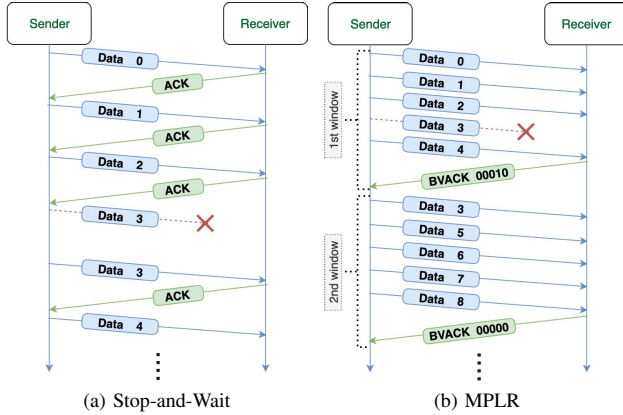 Sender
Receiver
Data 0
ACK
Data 1
ACK
Data 2
ACK
Data 3
Data 3
ACK
Data 4
(a) Stop-and-Wait
Sender
Receiver
1st window
Data 0
Data 1
Data 2
Data 3
Data 4
BVACK 00010
2nd window
Data 3
Data 5
Data 6
Data 7
Data 8
BVACK 00000
(b) MPLR